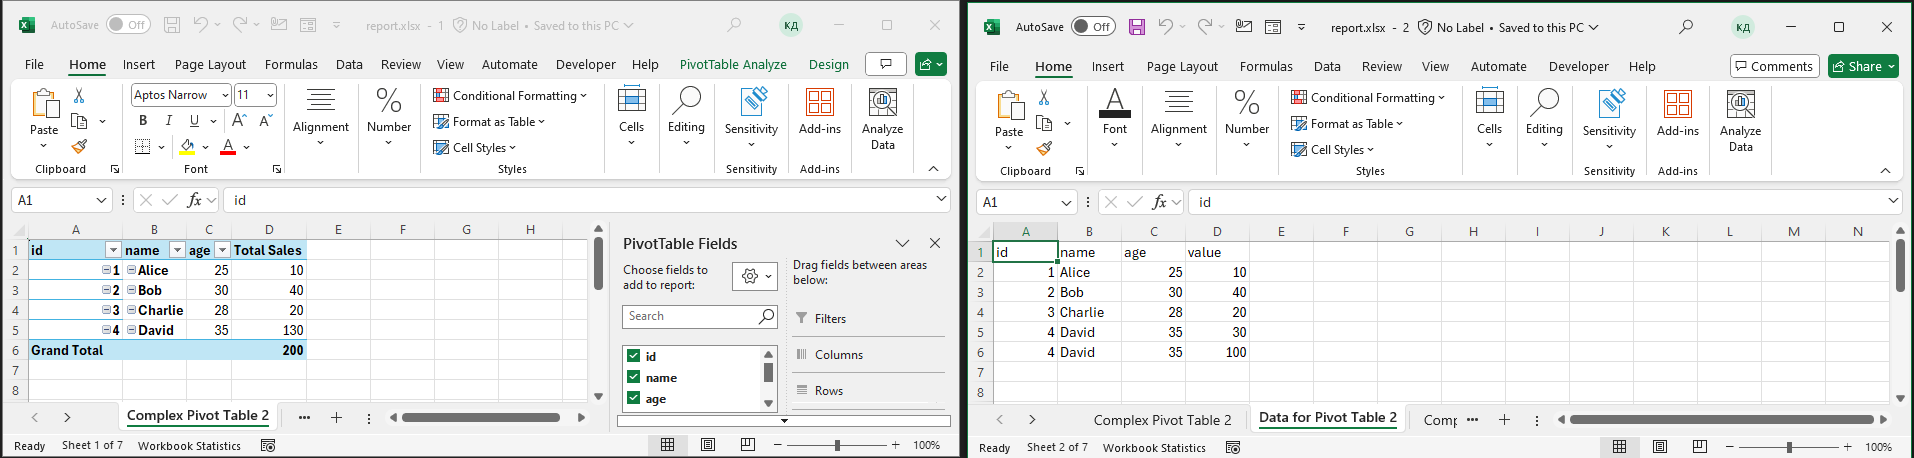 AutoSave Off report.xlsx - 1 No Label • Saved to this PC КД
File Home Insert Page Layout Formulas Data Review View Automate Developer Help PivotTable Analyze Design
Paste
Clipboard
Aptos Narrow 11
B I U A A
A
Font
Alignment
% Number
Conditional Formatting
Format as Table
Cell Styles
Styles
Cells
Editing
Sensitivity
Sensitivity
Add-ins
Add-ins
Analyze
Data
A1 fx id
A B C D E F G H
1 id name age Total Sales
2 1 Alice 25 10
3 2 Bob 30 40
4 3 Charlie 28 20
5 4 David 35 130
6 Grand Total 200
7
8
PivotTable Fields
Choose fields to
add to report:
Search
id
name
age
Drag fields between areas
below:
Filters
Columns
Rows
Complex Pivot Table 2
Ready Sheet 1 of 7 Workbook Statistics 100%
AutoSave Off report.xlsx - 2 No Label • Saved to this PC КД
File Home Insert Page Layout Formulas Data Review View Automate Developer Help Comments Share
Paste
Clipboard
A
Font
Alignment
% Number
Conditional Formatting
Format as Table
Cell Styles
Styles
Cells
Editing
Sensitivity
Sensitivity
Add-ins
Add-ins
Analyze
Data
A1 fx id
A B C D E F G H I J K L M N
1 id name age value
2 1 Alice 25 10
3 2 Bob 30 40
4 3 Charlie 28 20
5 4 David 35 30
6 4 David 35 100
7
8
Complex Pivot Table 2 Data for Pivot Table 2 Comp
Ready Sheet 2 of 7 Workbook Statistics 100%